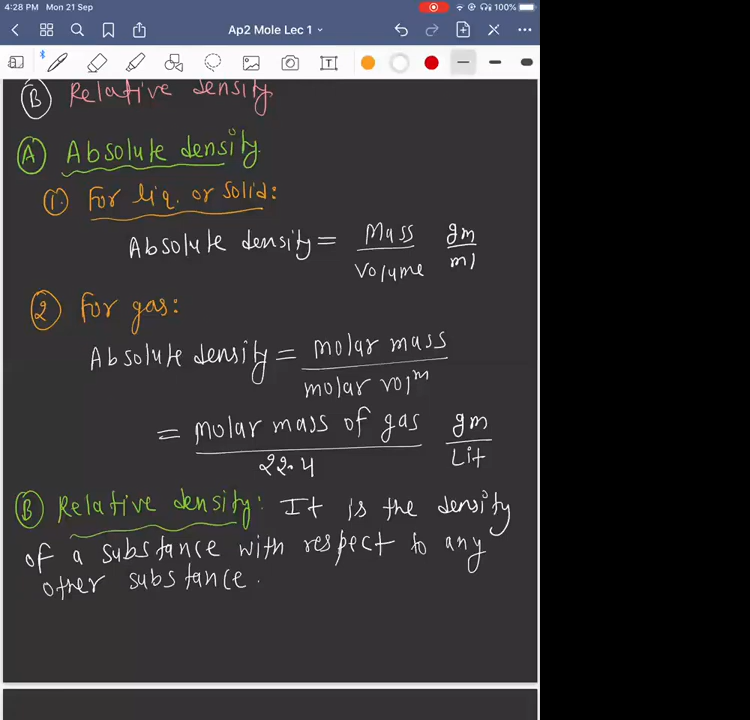 4:28 PM Mon 21 Sep
100%
Ap2 Mole Lec 1
T
B Relative density
A Absolute density
1. For liq. or solid:
Absolute density = Mass / Volume gm / ml
2 For gas:
Absolute density = molar mass / molar volm
= molar mass of gas / 22.4 gm / Lit
B Relative density: It is the density
of a substance with respect to any
other substance.